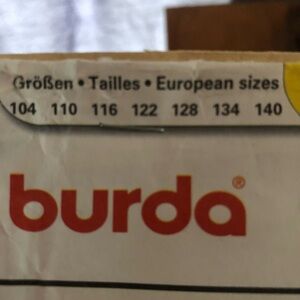 Größen • Tailles • European sizes
104 110 116 122 128 134 140
burda®